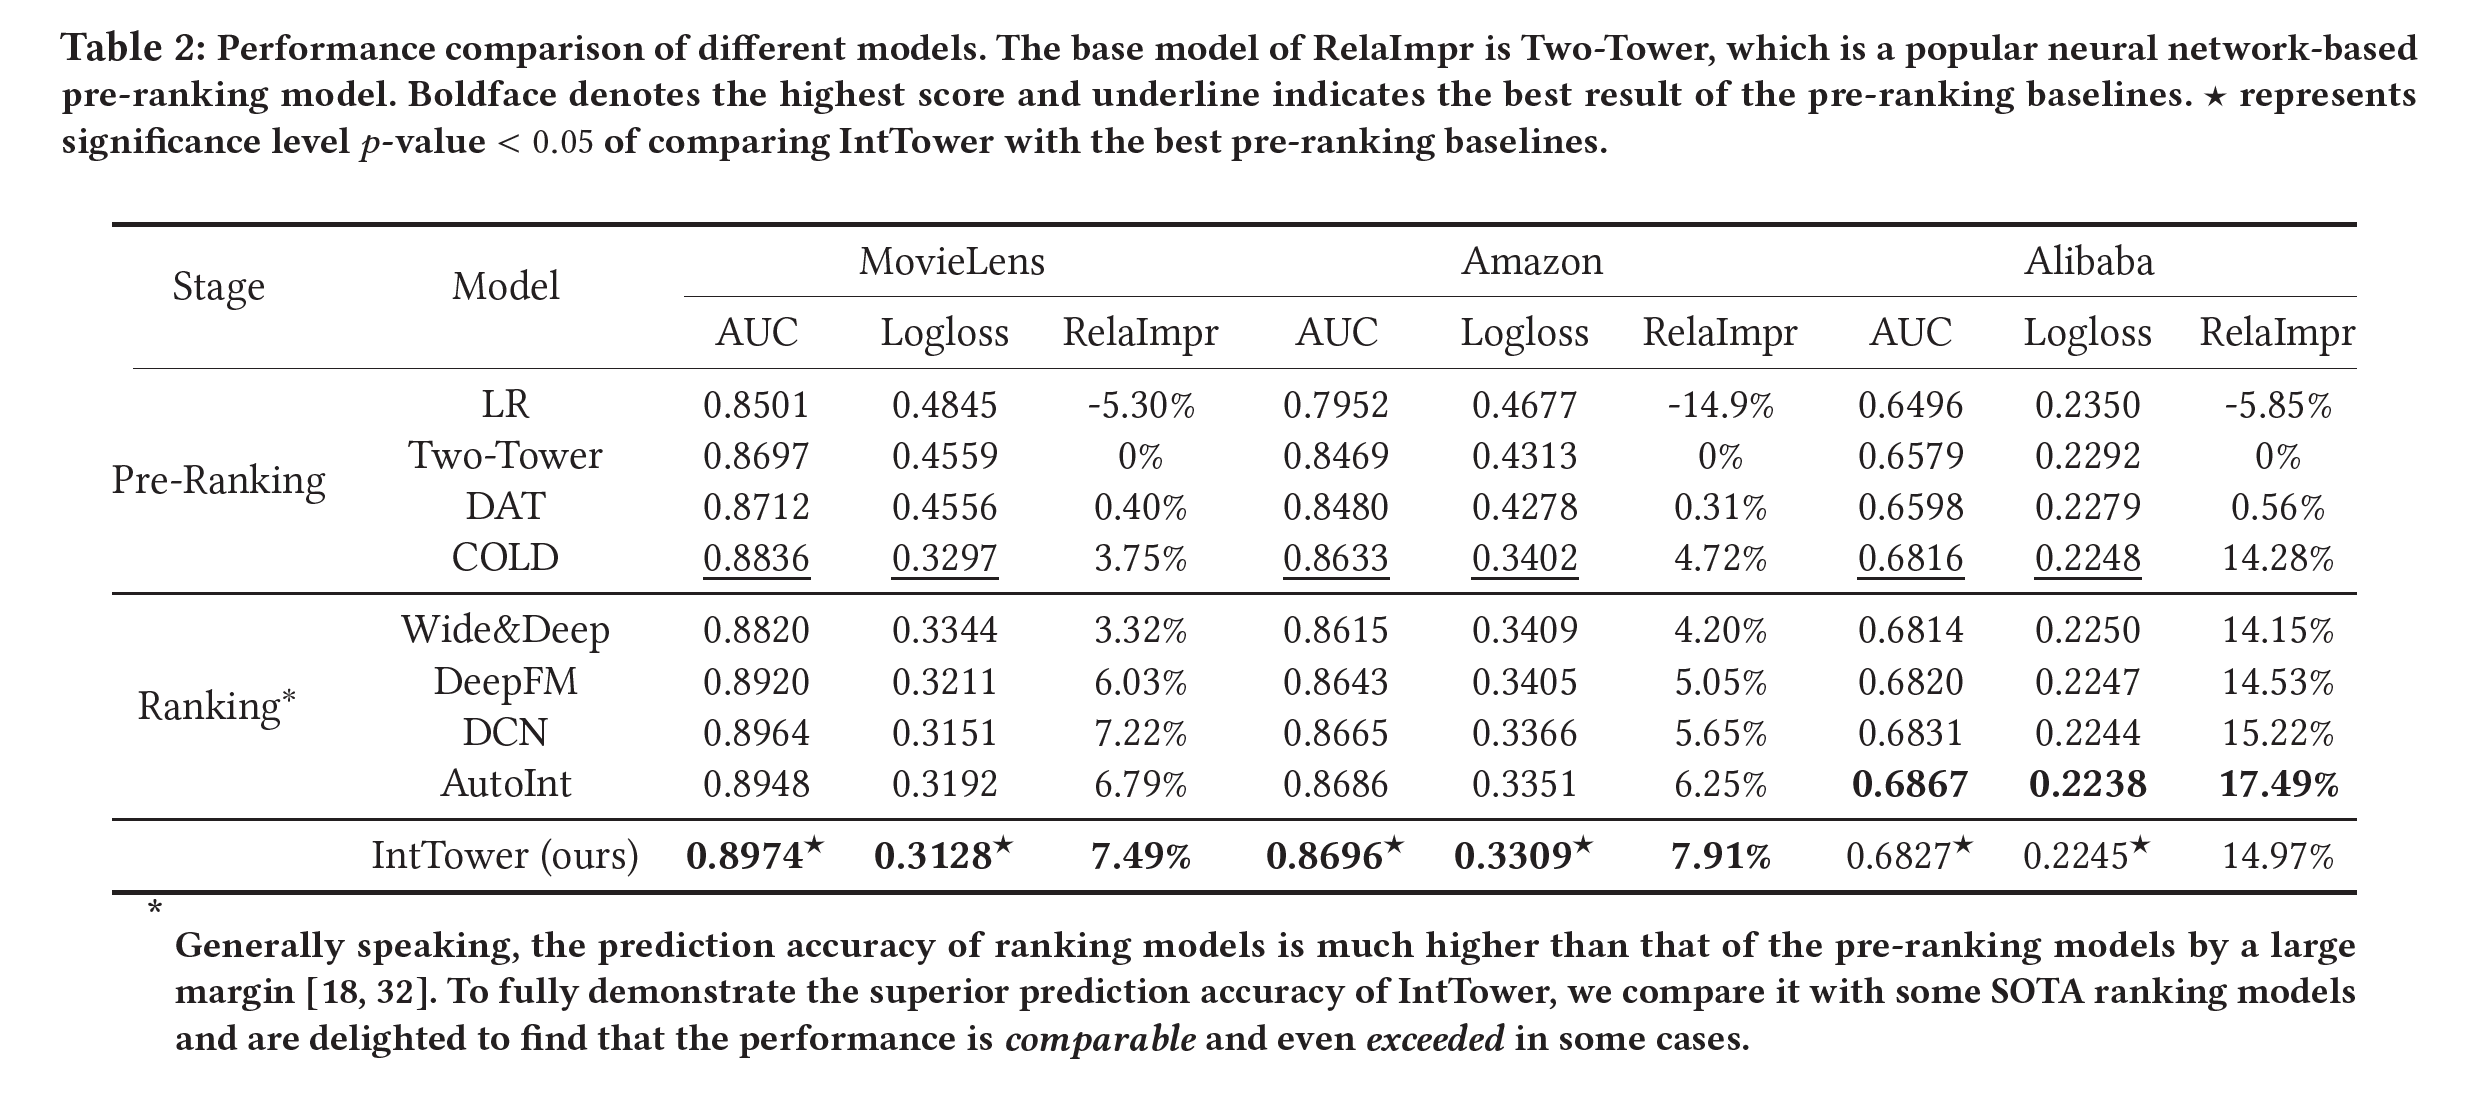 Table 2: Performance comparison of different models. The base model of RelaImpr is Two-Tower, which is a popular neural network-based
pre-ranking model. Boldface denotes the highest score and underline indicates the best result of the pre-ranking baselines. ★ represents
significance level p-value < 0.05 of comparing IntTower with the best pre-ranking baselines.
Stage Model MovieLens Amazon Alibaba
AUC Logloss RelaImpr AUC Logloss RelaImpr AUC Logloss RelaImpr
Pre-Ranking
LR 0.8501 0.4845 -5.30% 0.7952 0.4677 -14.9% 0.6496 0.2350 -5.85%
Two-Tower 0.8697 0.4559 0% 0.8469 0.4313 0% 0.6579 0.2292 0%
DAT 0.8712 0.4556 0.40% 0.8480 0.4278 0.31% 0.6598 0.2279 0.56%
COLD 0.8836 0.3297 3.75% 0.8633 0.3402 4.72% 0.6816 0.2248 14.28%
Ranking*
Wide&Deep 0.8820 0.3344 3.32% 0.8615 0.3409 4.20% 0.6814 0.2250 14.15%
DeepFM 0.8920 0.3211 6.03% 0.8643 0.3405 5.05% 0.6820 0.2247 14.53%
DCN 0.8964 0.3151 7.22% 0.8665 0.3366 5.65% 0.6831 0.2244 15.22%
AutoInt 0.8948 0.3192 6.79% 0.8686 0.3351 6.25% 0.6867 0.2238 17.49%
IntTower (ours) 0.8974★ 0.3128★ 7.49% 0.8696★ 0.3309★ 7.91% 0.6827★ 0.2245★ 14.97%
*
Generally speaking, the prediction accuracy of ranking models is much higher than that of the pre-ranking models by a large
margin [18, 32]. To fully demonstrate the superior prediction accuracy of IntTower, we compare it with some SOTA ranking models
and are delighted to find that the performance is comparable and even exceeded in some cases.